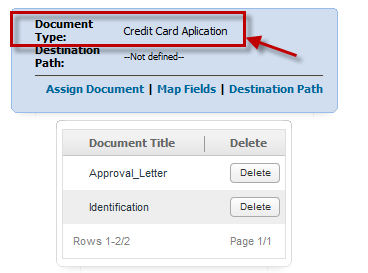 Document Type: Credit Card Aplication
Destination Path: --Not defined--
Assign Document | Map Fields | Destination Path
Document Title Delete
Approval_Letter Delete
Identification Delete
Rows 1-2/2 Page 1/1